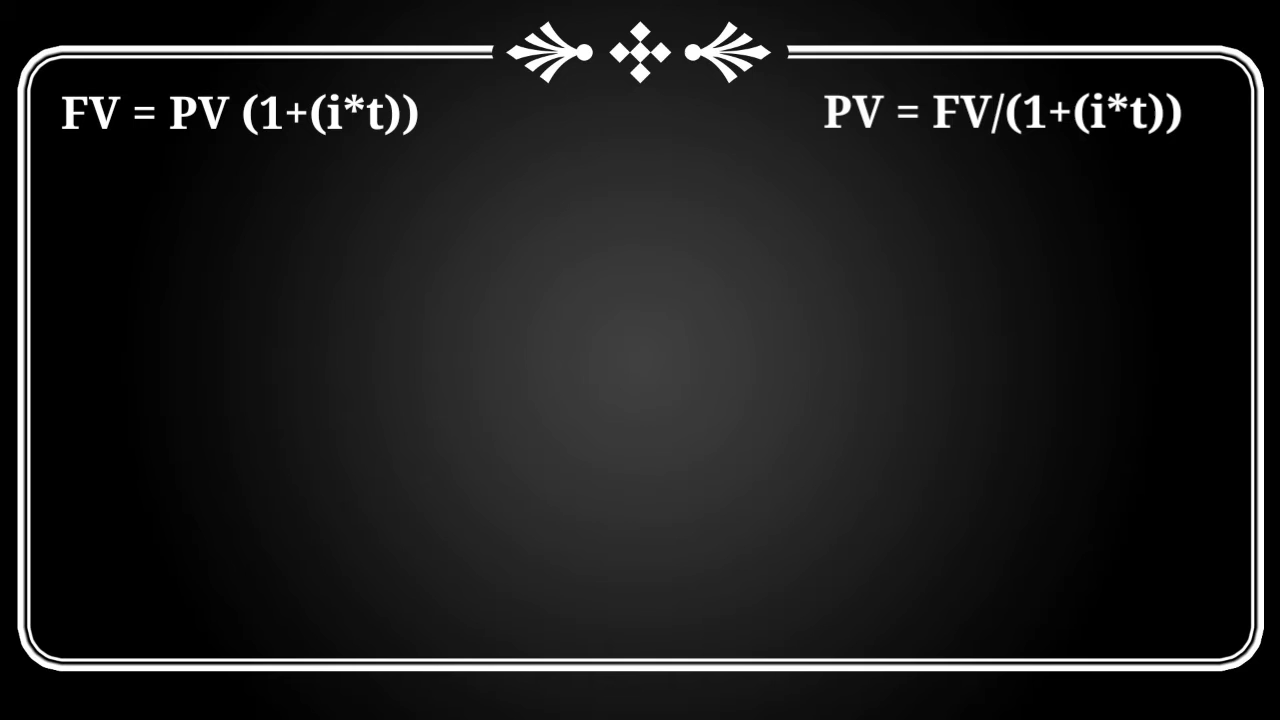 FV = PV (1+(i*t))
PV = FV/(1+(i*t))